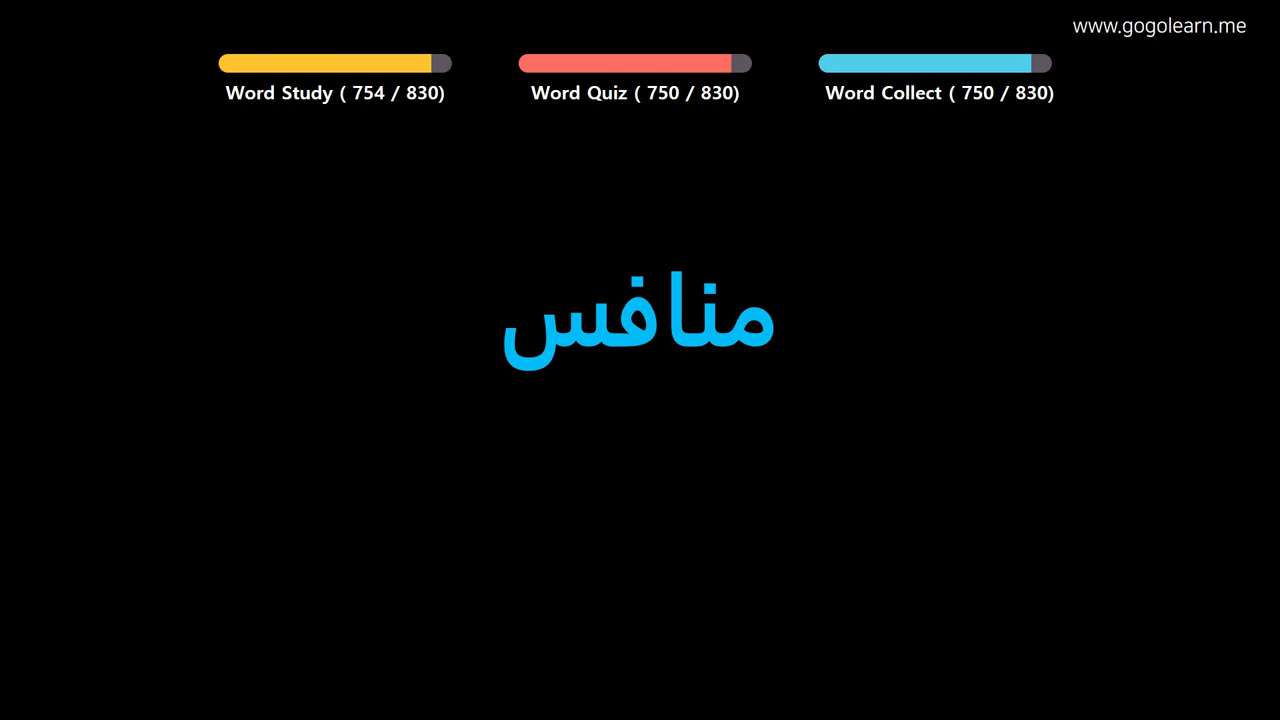 www.gogolearn.me
Word Study ( 754 / 830)
Word Quiz ( 750 / 830)
Word Collect ( 750 / 830)
منافس